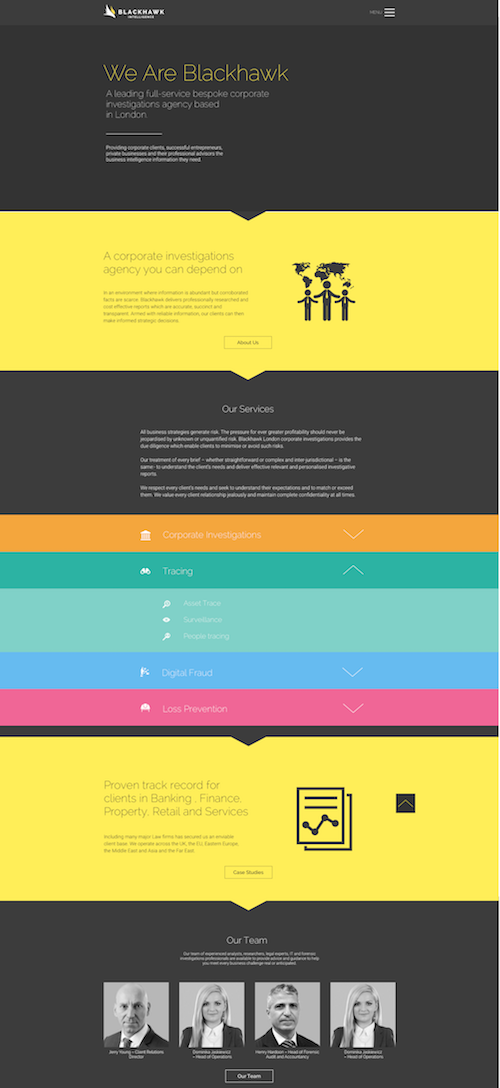 BLACKHAWK
INTELLIGENCE
MENU
We Are Blackhawk
A leading full-service bespoke corporate
investigations agency based
in London
Providing corporate clients, successful entrepreneurs,
private businesses and their professional advisors the
business intelligence information they need.
A corporate investigations
agency you can depend on
In an environment where information is abundant but corroborated
facts are scarce. Blackhawk delivers professionally researched and
cost effective reports which are accurate, succinct and
transparent. Armed with reliable information, our clients can then
make informed strategic decisions.
About Us
Our Services
All business strategies generate risk. The pressure for ever greater profitability should never be
jeopardised by unknown or unquantified risk. Blackhawk London corporate investigations provides the
due diligence which enable clients to minimise or avoid such risks.
Our treatment of every brief – whether straightforward or complex and inter-jurisdictional – is the
same - to understand the client's needs and deliver effective relevant and personalised investigative
reports.
We respect every client's needs and seek to understand their expectations and to match or exceed
them. We value every client relationship jealously and maintain complete confidentiality at all times.
Corporate Investigations
Tracing
Asset Trace
Surveillance
People tracing
Digital Fraud
Loss Prevention
Proven track record for
clients in Banking , Finance,
Property, Retail and Services
Including many major Law firms has secured us an enviable
client base. We operate across the UK, the EU, Eastern Europe,
the Middle East and Asia and the Far East.
Case Studies
Our Team
Our team of experienced analysts, researchers, legal experts, IT and forensic
investigations professionals are available to provide advice and guidance to help
you meet every business challenge real or anticipated.
Jerry Young – Client Relations
Director
Dominika
– Head of Operations
Henry – Head of Forensic
Audit and Accountancy
Dominika
– Head of Operations
Our Team